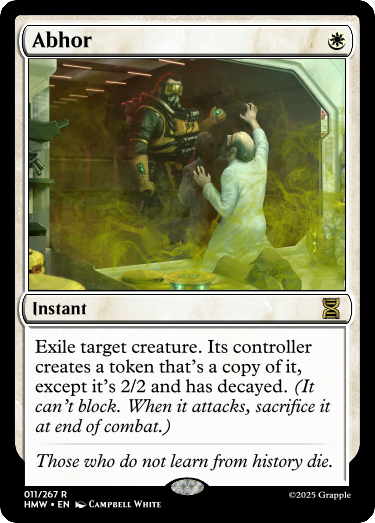 Abhor
Instant
Exile target creature. Its controller
creates a token that's a copy of it,
except it's 2/2 and has decayed. (It
can't block. When it attacks, sacrifice it
at end of combat.)
Those who do not learn from history die.
011/267 R
HMW • EN Campbell White
©2025 Grapple